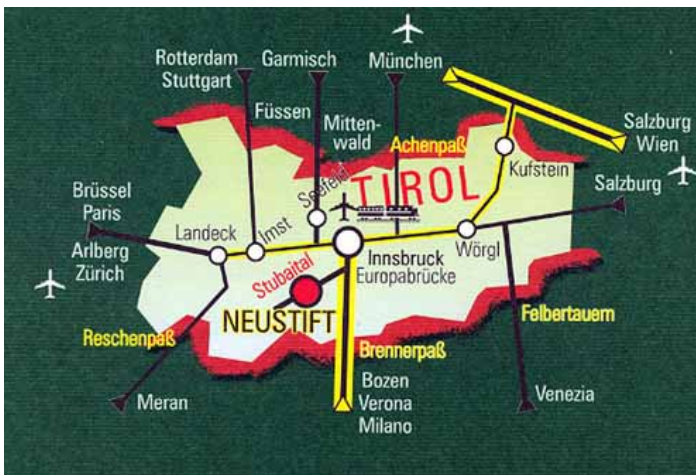 Rotterdam
Stuttgart
Garmisch
München
Füssen
Mitten-
wald
Achenpaß
Salzburg
Wien
Kufstein
TIROL
Seefeld
Brüssel
Paris
Arlberg
Zürich
Landeck
Imst
Salzburg
Wörgl
Innsbruck
Europabrücke
Stubaital
NEUSTIFT
Felbertauern
Reschenpaß
Brennerpaß
Meran
Bozen
Verona
Milano
Venezia